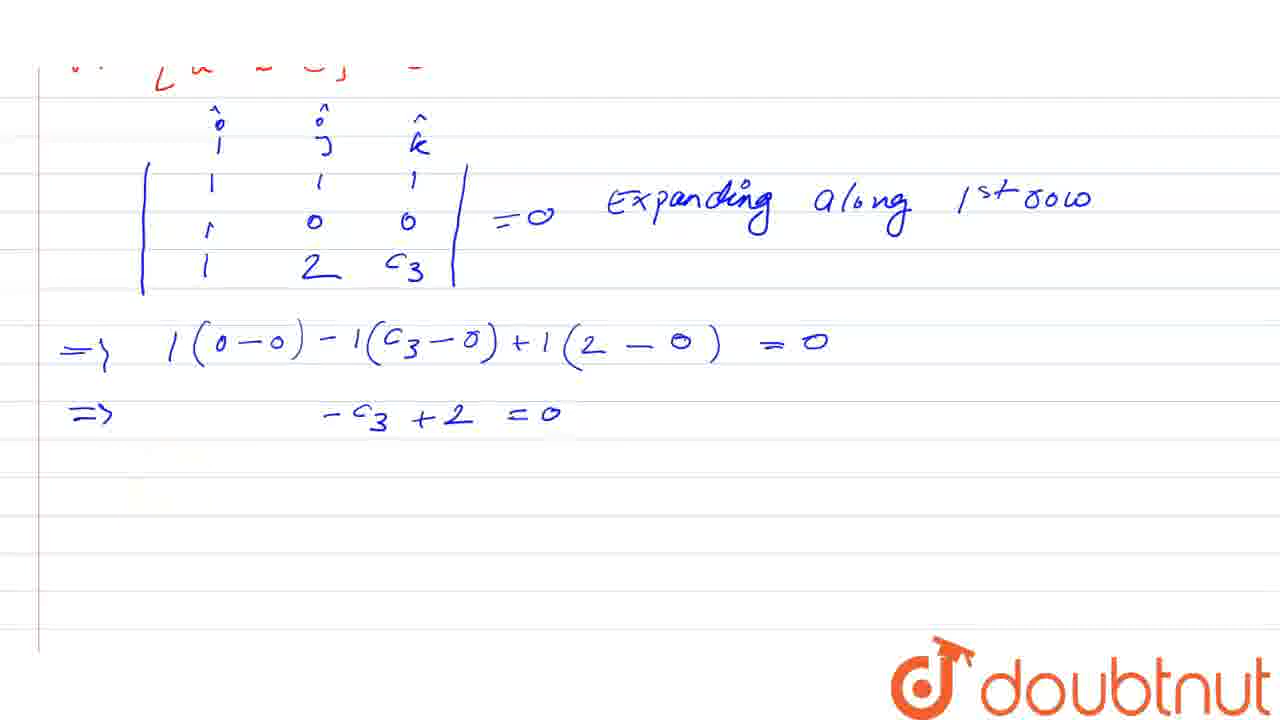 î ĵ k̂
| 1 1 1 |
| 1 0 0 | = 0 Expanding along 1st row
| 1 2 c₃ |
=> 1(0-0) - 1(c₃-0) + 1(2-0) = 0
=> -c₃ + 2 = 0
doubtnut